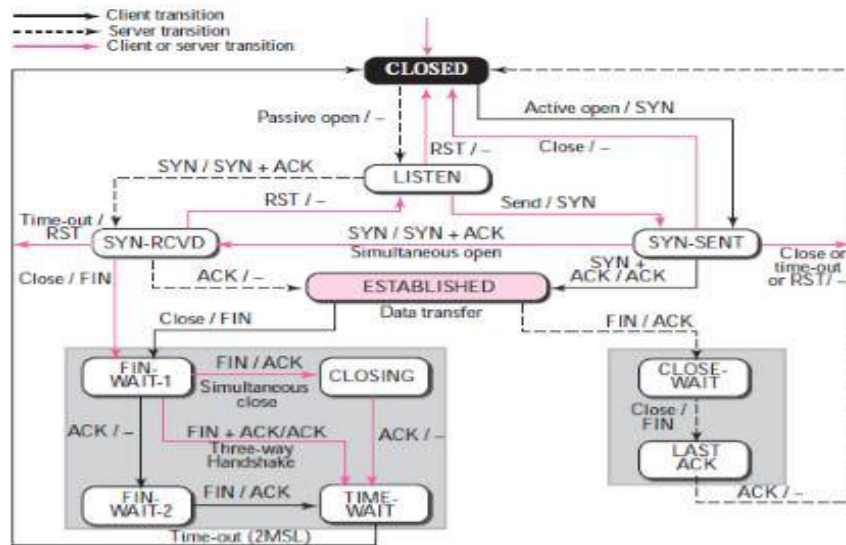 Client transition
Server transition
Client or server transition
CLOSED
Active open / SYN
Passive open / –
Close / –
RST / –
SYN / SYN + ACK
LISTEN
RST / –
Send / SYN
Time-out /
RST
SYN-RCVD
SYN / SYN + ACK
Simultaneous open
SYN-SENT
Close or
time-out
or RST / –
Close / FIN
ACK / –
SYN +
ACK / ACK
ESTABLISHED
Data transfer
Close / FIN
FIN / ACK
FIN-
WAIT-1
FIN / ACK
Simultaneous
close
CLOSING
CLOSE-
WAIT
ACK / –
FIN + ACK/ACK
Three-way
Handshake
ACK / –
Close /
FIN
LAST
ACK
FIN-
WAIT-2
FIN / ACK
TIME-
WAIT
ACK / –
Time-out (2MSL)